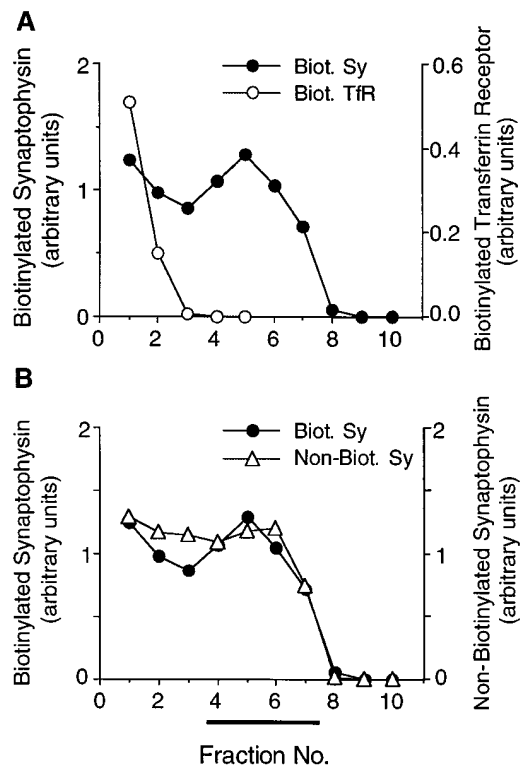 A
Biotinylated Synaptophysin
(arbitrary units)
2
1
0
Biot. Sy
Biot. TfR
0.6
0.4
0.2
0.0
Biotinylated Transferrin Receptor
(arbitrary units)
0 2 4 6 8 10
B
Biotinylated Synaptophysin
(arbitrary units)
2
1
0
Biot. Sy
Non-Biot. Sy
2
1
0
Non-Biotinylated Synaptophysin
(arbitrary units)
0 2 4 6 8 10
Fraction No.